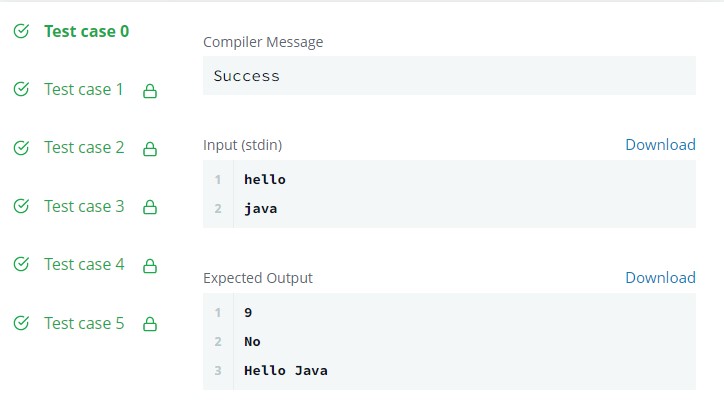 Test case 0
Test case 1
Test case 2
Test case 3
Test case 4
Test case 5
Compiler Message
Success
Input (stdin) Download
1 hello
2 java
Expected Output Download
1 9
2 No
3 Hello Java